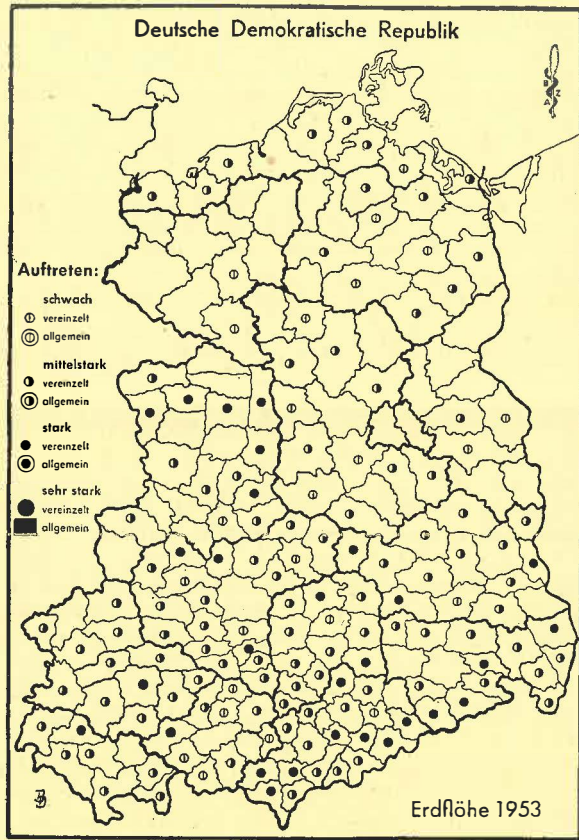 Deutsche Demokratische Republik
Auftreten:
schwach
vereinzelt
allgemein
mittelstark
vereinzelt
allgemein
stark
vereinzelt
allgemein
sehr stark
vereinzelt
allgemein
Erdflöhe 1953